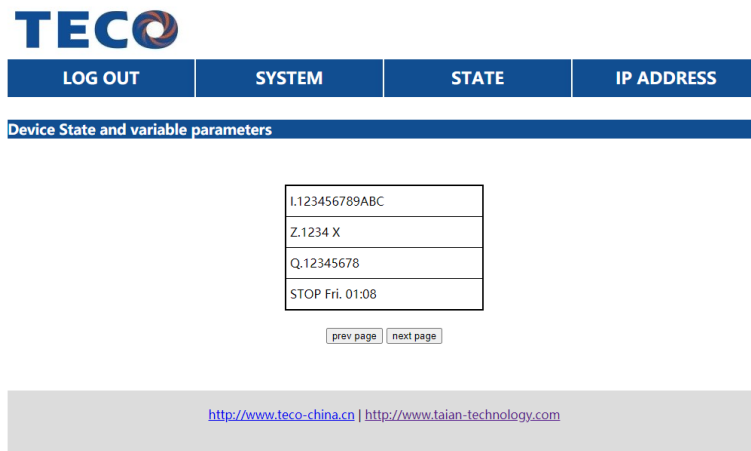 TECO
LOG OUT SYSTEM STATE IP ADDRESS
Device State and variable parameters
I.123456789ABC
Z.1234 X
Q.12345678
STOP Fri. 01:08
prev page next page
http://www.teco-china.cn | http://www.taian-technology.com